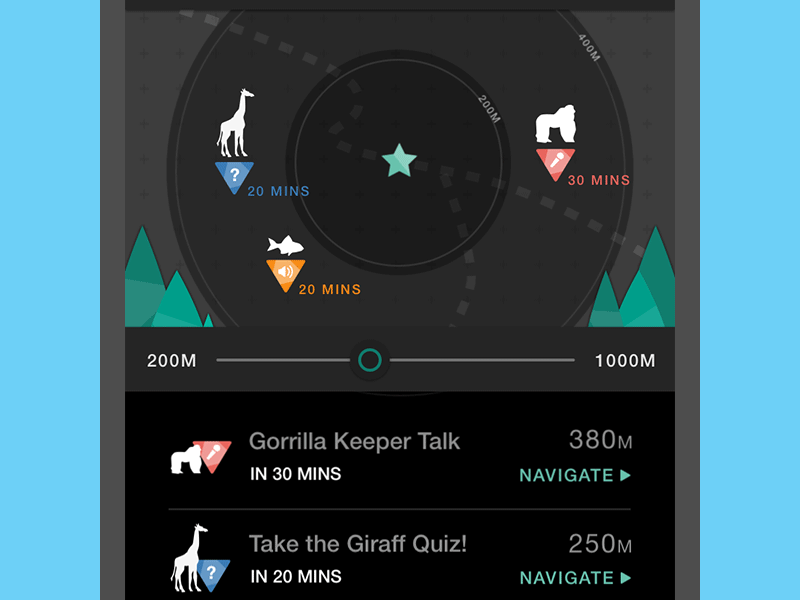 400M
200M
?
20 MINS
30 MINS
20 MINS
200M
1000M
Gorrilla Keeper Talk
380M
IN 30 MINS
NAVIGATE
Take the Giraff Quiz!
250M
?
IN 20 MINS
NAVIGATE